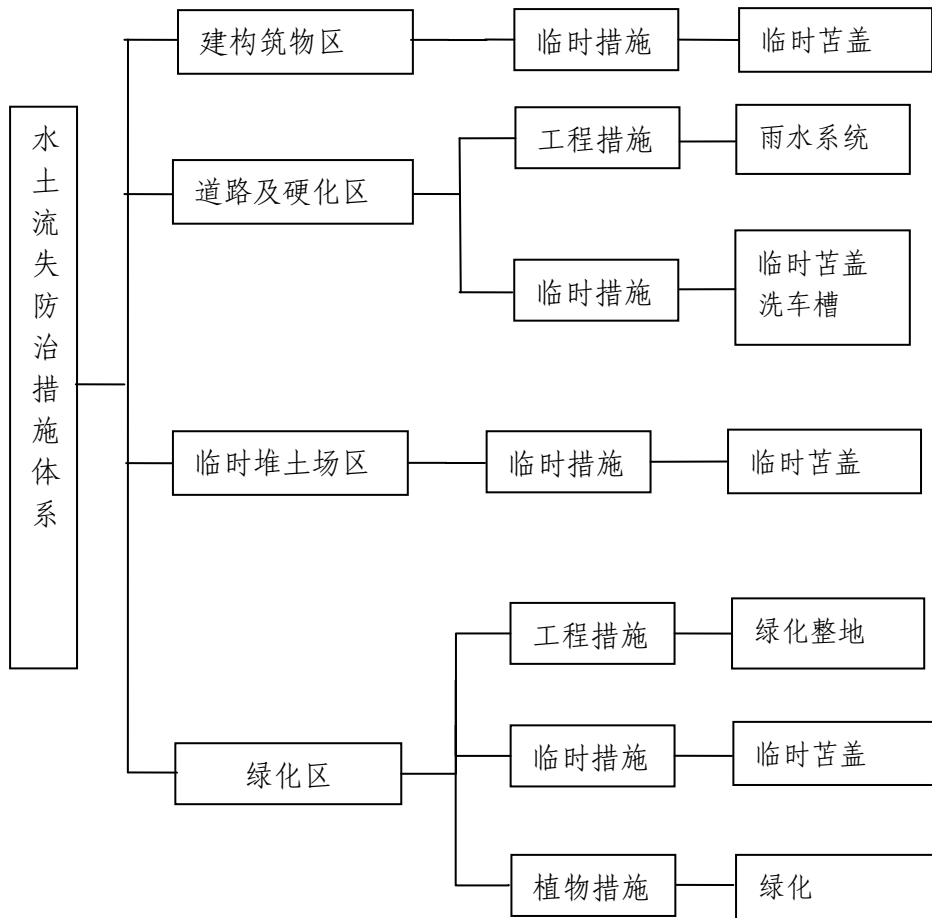 水土流失防治措施体系
建构筑物区
临时措施
临时苫盖
道路及硬化区
工程措施
雨水系统
临时措施
临时苫盖
洗车槽
临时堆土场区
临时措施
临时苫盖
绿化区
工程措施
绿化整地
临时措施
临时苫盖
植物措施
绿化